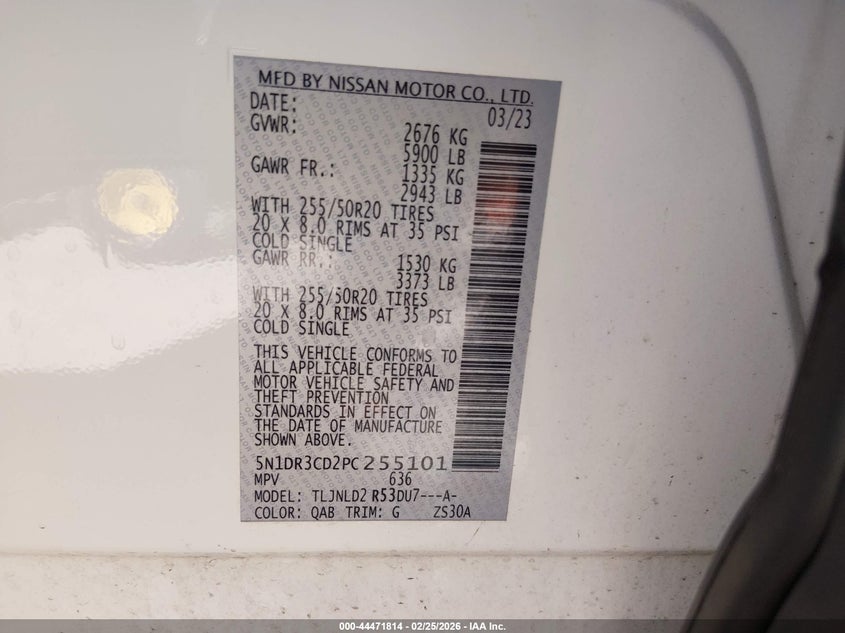 MFD BY NISSAN MOTOR CO., LTD.
DATE: 03/23
GVWR: 2676 KG
5900 LB
GAWR FR.: 1335 KG
2943 LB
WITH 255/50R20 TIRES
20 X 8.0 RIMS AT 35 PSI
COLD SINGLE
GAWR RR.: 1530 KG
3373 LB
WITH 255/50R20 TIRES
20 X 8.0 RIMS AT 35 PSI
COLD SINGLE
THIS VEHICLE CONFORMS TO
ALL APPLICABLE FEDERAL
MOTOR VEHICLE SAFETY AND
THEFT PREVENTION
STANDARDS IN EFFECT ON
THE DATE OF MANUFACTURE
SHOWN ABOVE.
5N1DR3CD2PC255101
MPV 636
MODEL: TLJNLD2 R53DU7---A-
COLOR: QAB TRIM: G ZS30A
000-44471814 - 02/25/2026 - IAA Inc.